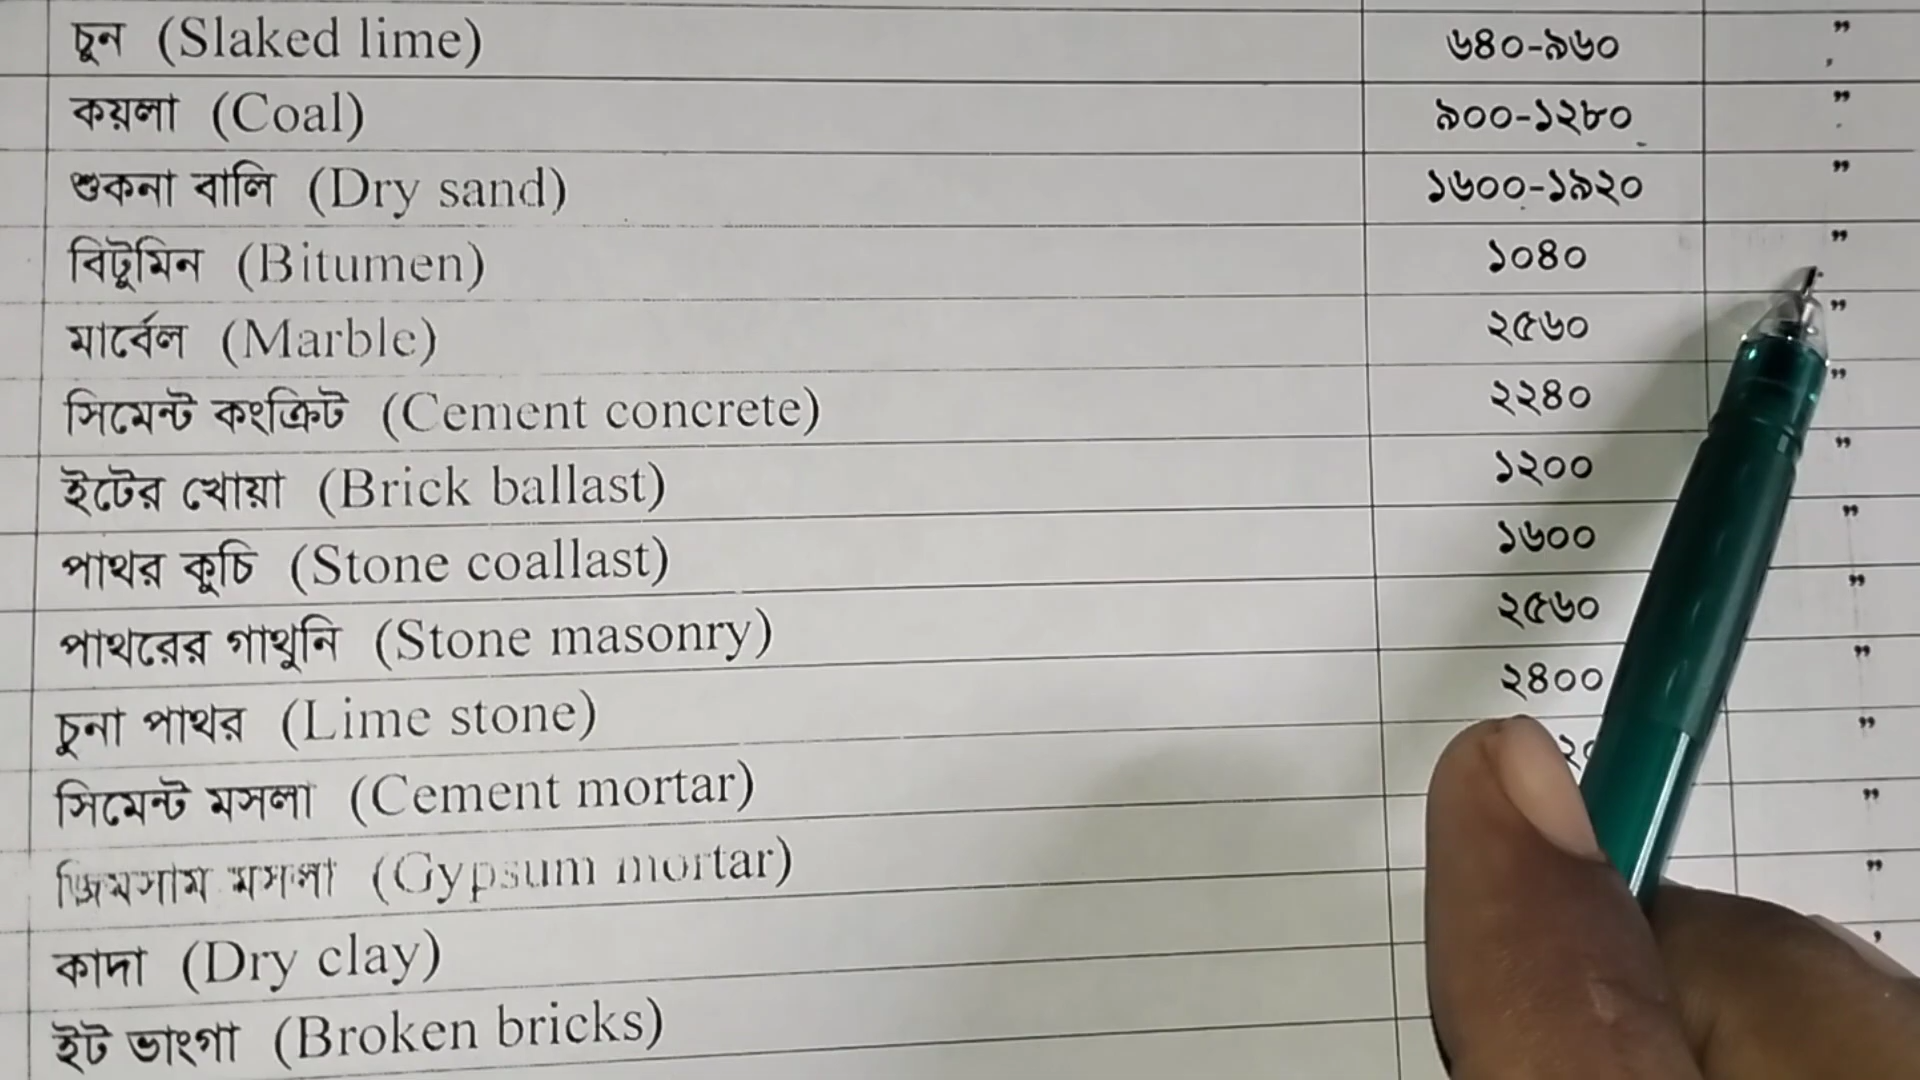 চুন (Slaked lime) ৬৪০-৯৬০ ”
কয়লা (Coal) ৯০০-১২৮০ ”
শুকনা বালি (Dry sand) ১৬০০-১৯২০ ”
বিটুমিন (Bitumen) ১০৪০ ”
মার্বেল (Marble) ২৫৬০ ”
সিমেন্ট কংক্রিট (Cement concrete) ২২৪০ ”
ইটের খোয়া (Brick ballast) ১২০০ ”
পাথর কুচি (Stone coallast) ১৬০০ ”
পাথরের গাথুনি (Stone masonry) ২৫৬০ ”
চুনা পাথর (Lime stone) ২৪০০ ”
সিমেন্ট মসলা (Cement mortar) ”
জিমসাম মসলা (Gypsum mortar) ”
কাদা (Dry clay) ”
ইট ভাংগা (Broken bricks)